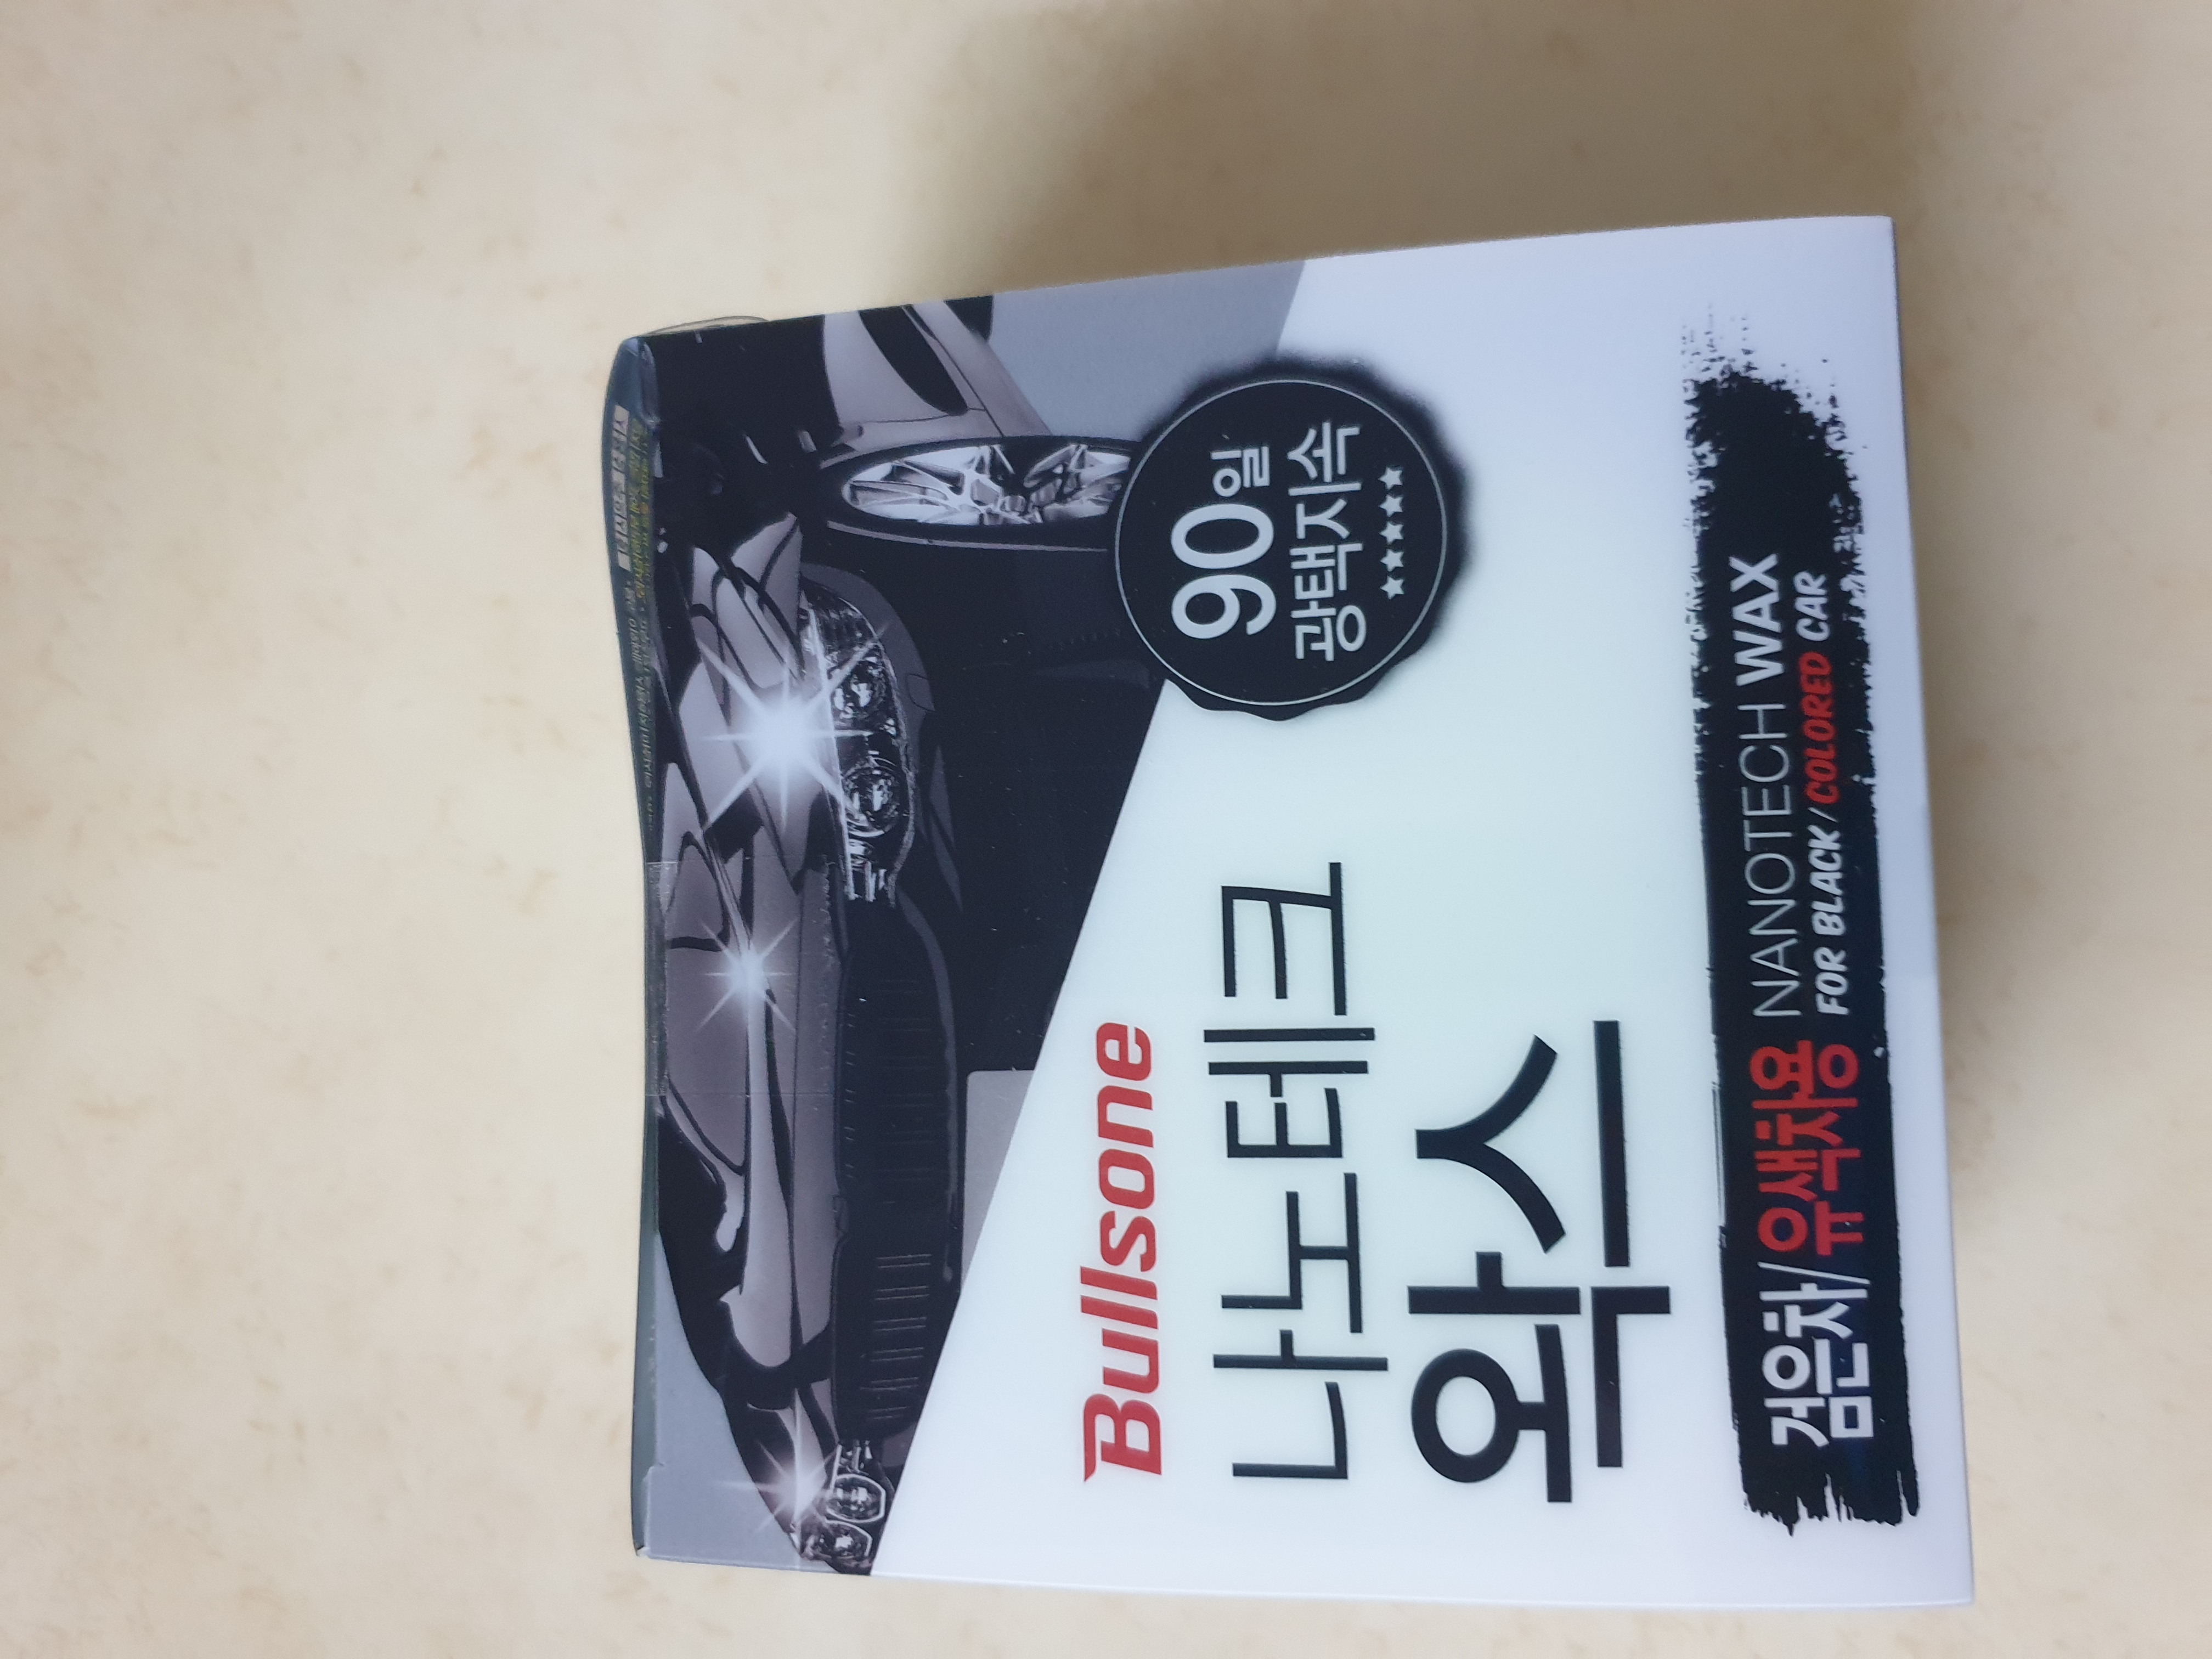 90일
광택지속
Bullsone
나노테크
왁스
검은차/유색차용 NANOTECH WAX
FOR BLACK/COLORED CAR